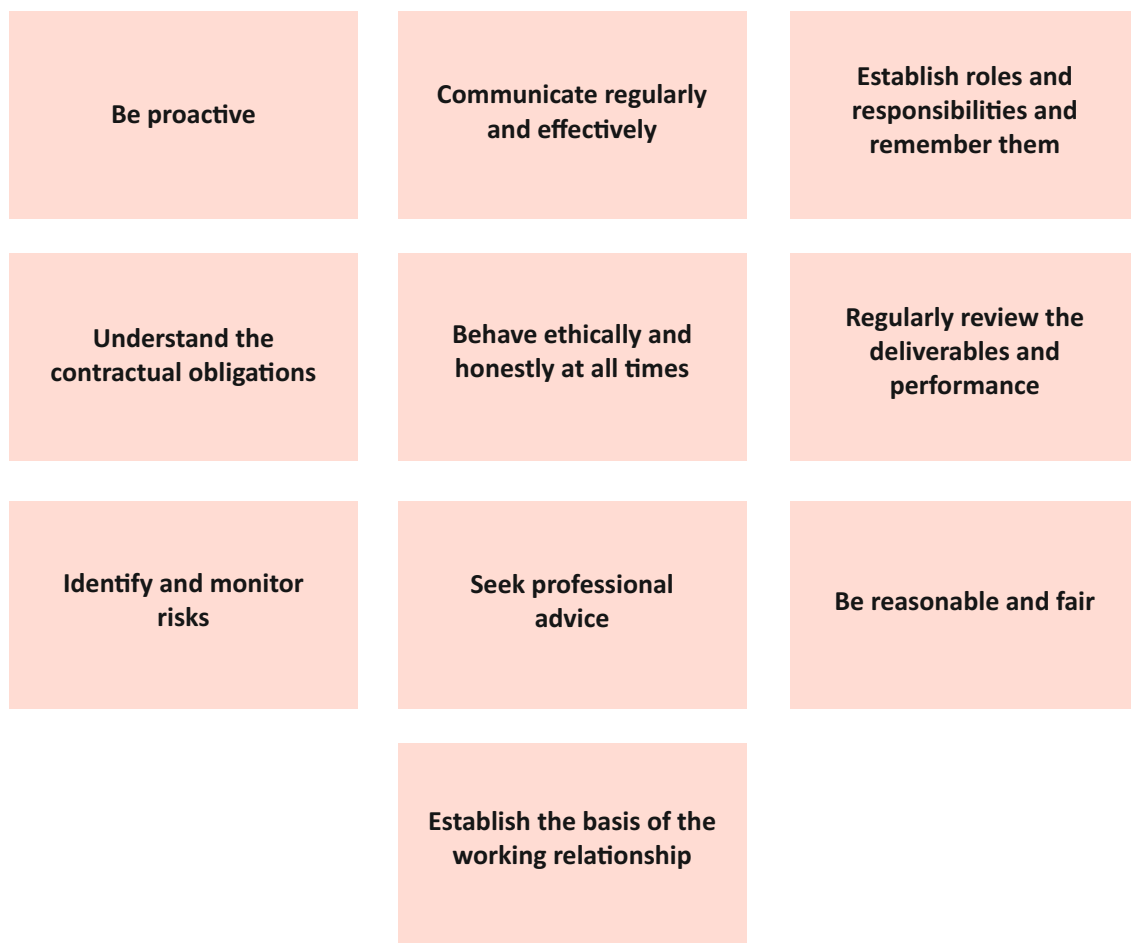 Be proactive
Communicate regularly
and effectively
Establish roles and
responsibilities and
remember them
Understand the
contractual obligations
Behave ethically and
honestly at all times
Regularly review the
deliverables and
performance
Identify and monitor
risks
Seek professional
advice
Be reasonable and fair
Establish the basis of the
working relationship